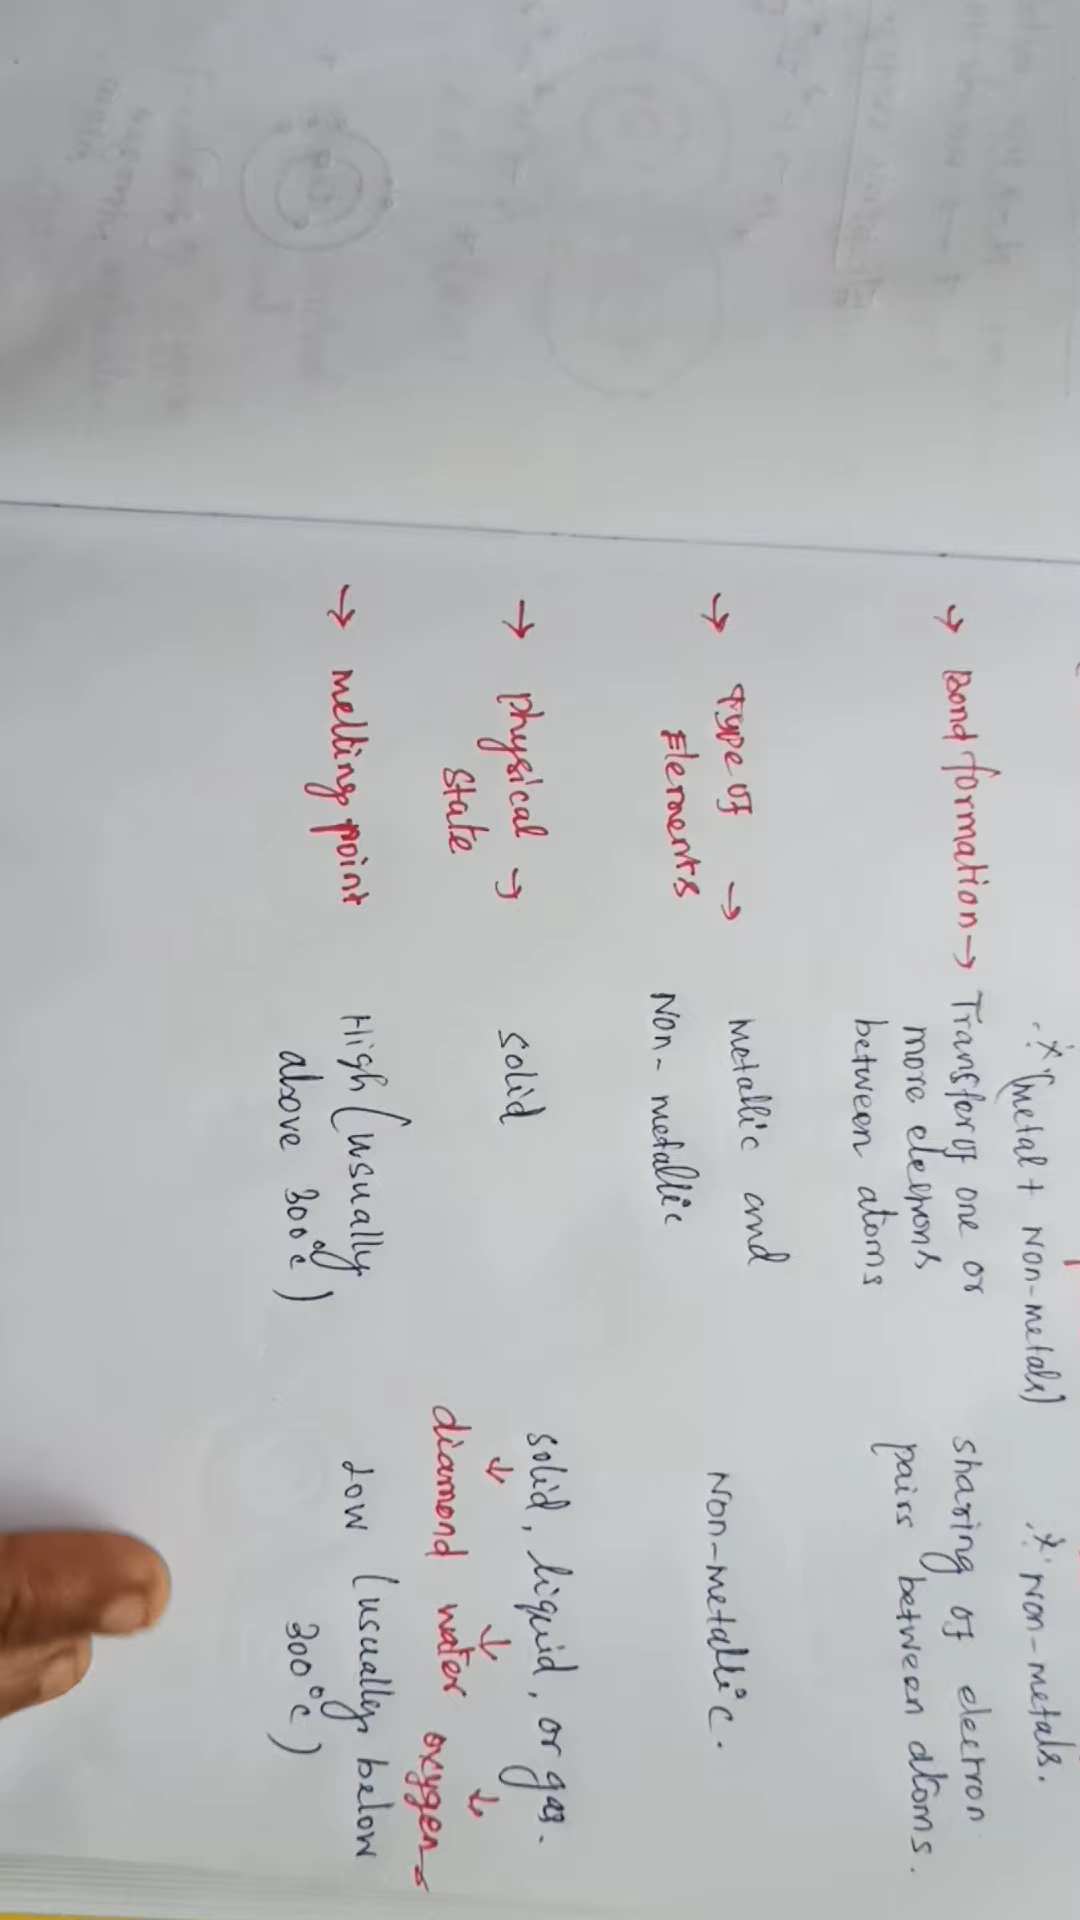 * (metal + Non-metals) * Non-metals.
→ Bond formation → Transfer of one or sharing of electron
more elections pairs between atoms.
between atoms
→ Type of → Metallic and Non-metallic.
Elements Non-metallic
→ Physical → solid solid, liquid, or gas.
State ↓ ↓ ↓
diamond water oxygen
→ melting point High (usually Low (usually below
above 300°C) 300°C)